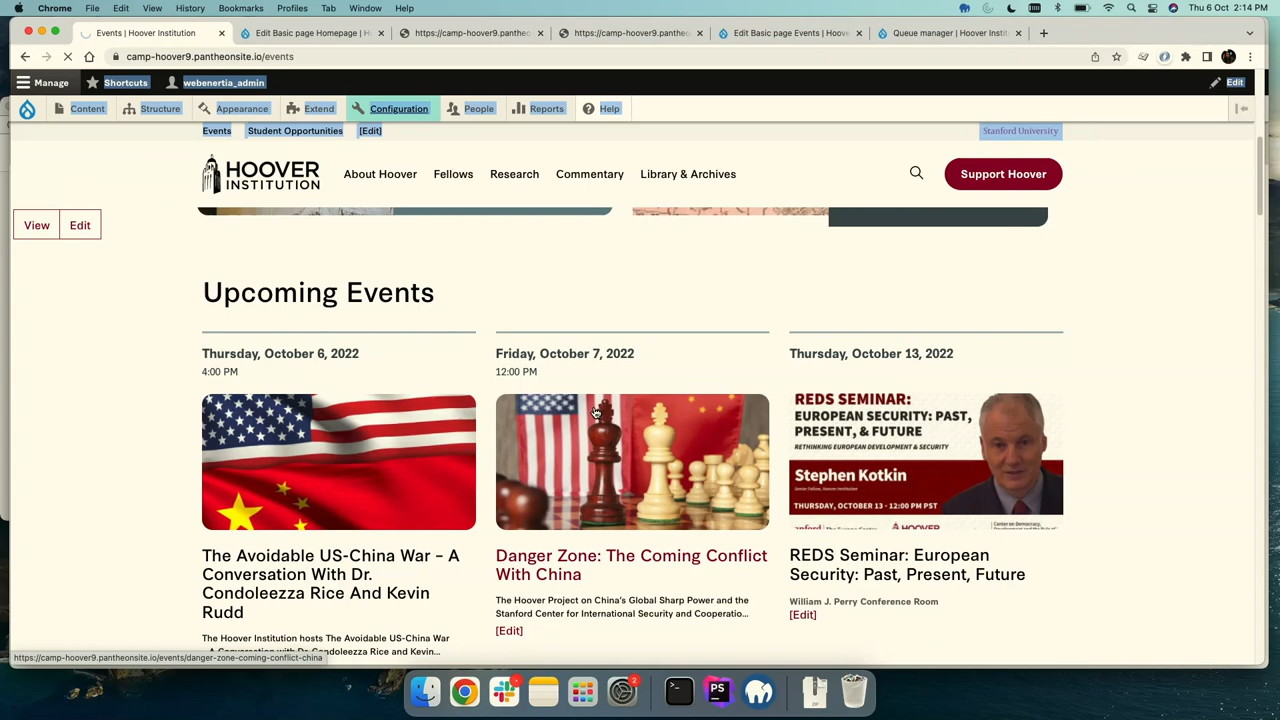 Chrome File Edit View History Bookmarks Profiles Tab Window Help Thu 6 Oct 2:14 PM
Events | Hoover Institution Edit Basic page Homepage | H https://camp-hoover9.pantheo https://camp-hoover9.pantheo Edit Basic page Events | Hoove Queue manager | Hoover Instit
camp-hoover9.pantheonsite.io/events
Manage Shortcuts webenertia_admin Edit
Content Structure Appearance Extend Configuration People Reports Help
Events Student Opportunities [Edit] Stanford University
HOOVER
INSTITUTION
About Hoover Fellows Research Commentary Library & Archives Support Hoover
View Edit
Upcoming Events
Thursday, October 6, 2022
4:00 PM
The Avoidable US-China War – A
Conversation With Dr.
Condoleezza Rice And Kevin
Rudd
The Hoover Institution hosts The Avoidable US-China War
– A Conversation with Dr. Condoleezza Rice and Kevin...
Friday, October 7, 2022
12:00 PM
Danger Zone: The Coming Conflict
With China
The Hoover Project on China's Global Sharp Power and the
Stanford Center for International Security and Cooperatio...
[Edit]
Thursday, October 13, 2022
REDS SEMINAR:
EUROPEAN SECURITY: PAST,
PRESENT, & FUTURE
RETHINKING EUROPEAN DEVELOPMENT & SECURITY
Stephen Kotkin
Senior Fellow, Hoover Institution
THURSDAY, OCTOBER 13 - 12:00 PM PST
REDS Seminar: European
Security: Past, Present, Future
William J. Perry Conference Room
[Edit]
https://camp-hoover9.pantheonsite.io/events/danger-zone-coming-conflict-china
2
PS
ZIP